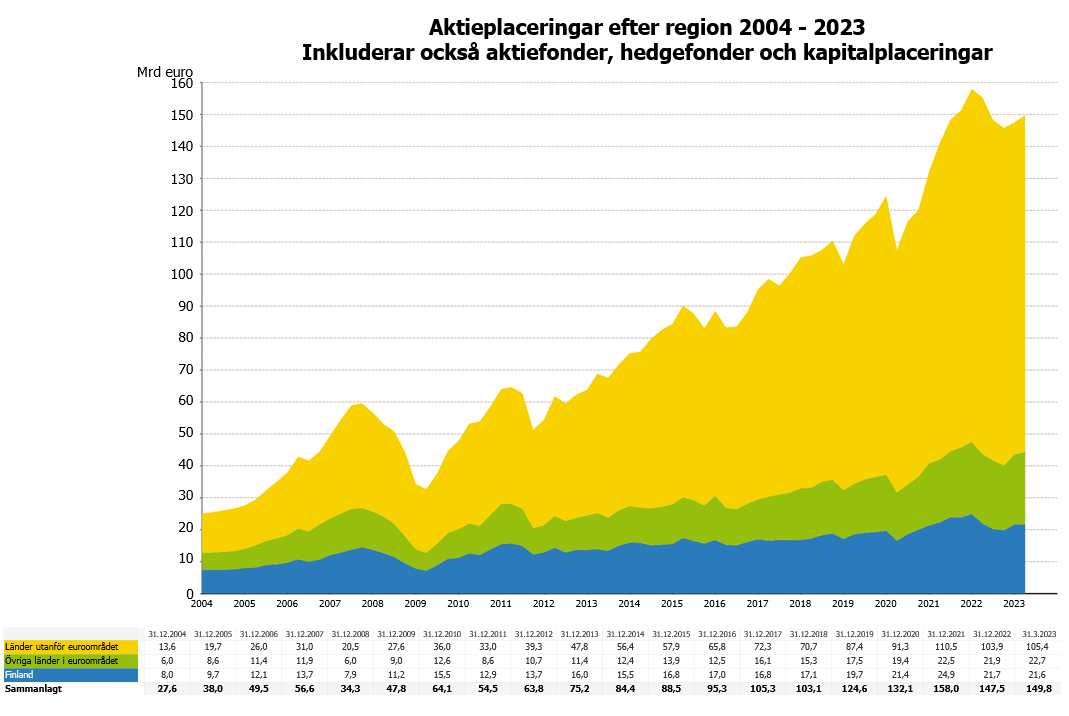 Aktieplaceringar efter region 2004 - 2023
Inkluderar också aktiefonder, hedgefonder och kapitalplaceringar
Mrd euro
160
150
140
130
120
110
100
90
80
70
60
50
40
30
20
10
0
2004 2005 2006 2007 2008 2009 2010 2011 2012 2013 2014 2015 2016 2017 2018 2019 2020 2021 2022 2023
31.12.2004 31.12.2005 31.12.2006 31.12.2007 31.12.2008 31.12.2009 31.12.2010 31.12.2011 31.12.2012 31.12.2013 31.12.2014 31.12.2015 31.12.2016 31.12.2017 31.12.2018 31.12.2019 31.12.2020 31.12.2021 31.12.2022 31.3.2023
Länder utanför euroområdet 13,6 19,7 26,0 31,0 20,5 27,6 36,0 33,0 39,3 47,8 56,4 57,9 65,8 72,3 70,7 87,4 91,3 110,5 103,9 105,4
Övriga länder i euroområdet 6,0 8,6 11,4 11,9 6,0 9,0 12,6 8,6 10,7 11,4 12,4 13,9 12,5 16,1 15,3 17,5 19,4 22,5 21,9 22,7
Finland 8,0 9,7 12,1 13,7 7,9 11,2 15,5 12,9 13,7 16,0 15,5 16,8 17,0 16,8 17,1 19,7 21,4 24,9 21,7 21,6
Sammanlagt 27,6 38,0 49,5 56,6 34,3 47,8 64,1 54,5 63,8 75,2 84,4 88,5 95,3 105,3 103,1 124,6 132,1 158,0 147,5 149,8